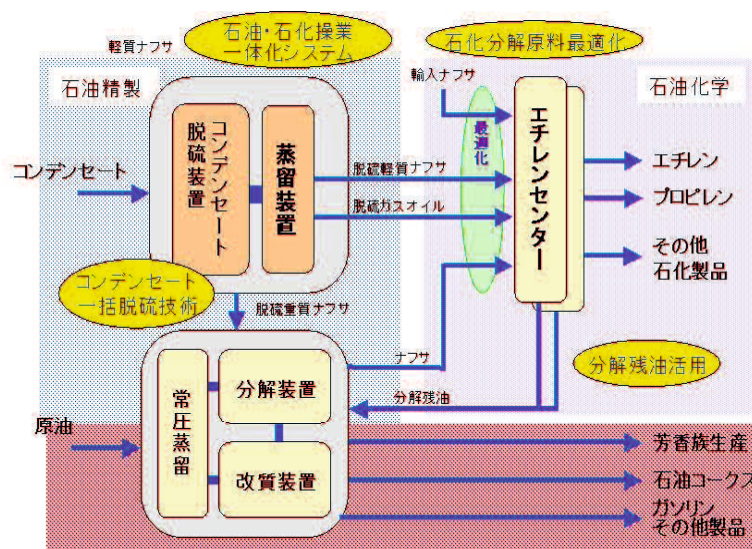 石油・石化操業
一体化システム
石化分解原料最適化
軽質ナフサ
石油精製
輸入ナフサ
石油化学
コンデンセート
コンデンセート
脱硫装置
蒸留装置
脱硫軽質ナフサ
脱硫ガスオイル
最適化
エチレンセンター
エチレン
プロピレン
その他
石化製品
コンデンセート
一括脱硫技術
脱硫重質ナフサ
ナフサ
分解残油活用
分解残油
原油
常圧蒸留
分解装置
改質装置
芳香族生産
石油コークス
ガソリン
その他製品